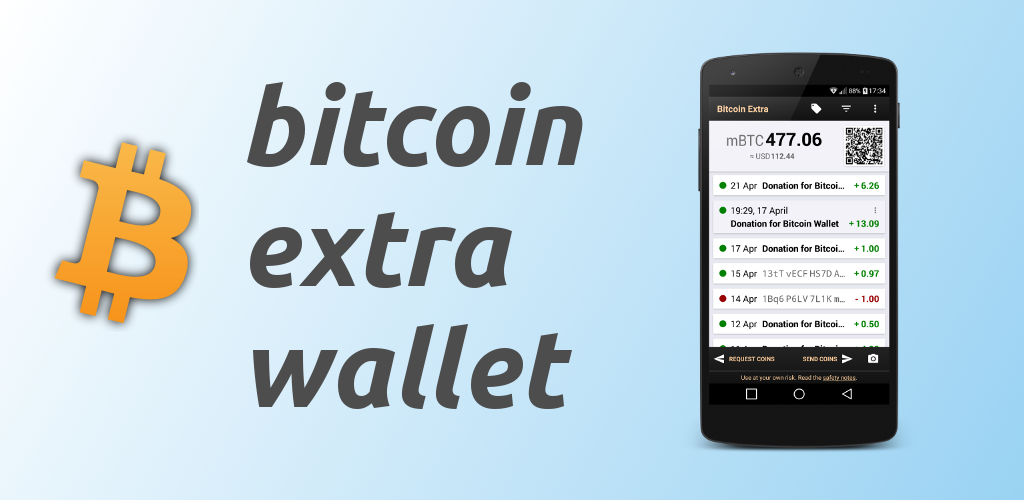 bitcoin
extra
wallet
88% 17:34
Bitcoin Extra
mBTC 477.06
≈ USD 112.44
21 Apr Donation for Bitcoi... + 6.26
19:29, 17 April
Donation for Bitcoin Wallet + 13.09
17 Apr Donation for Bitcoi... + 1.00
15 Apr 13tT vECF HS7D A... + 0.97
14 Apr 1Bq6 P6LV 7L1K m... - 1.00
12 Apr Donation for Bitcoi... + 0.50
REQUEST COINS SEND COINS
Use at your own risk. Read the safety notes.